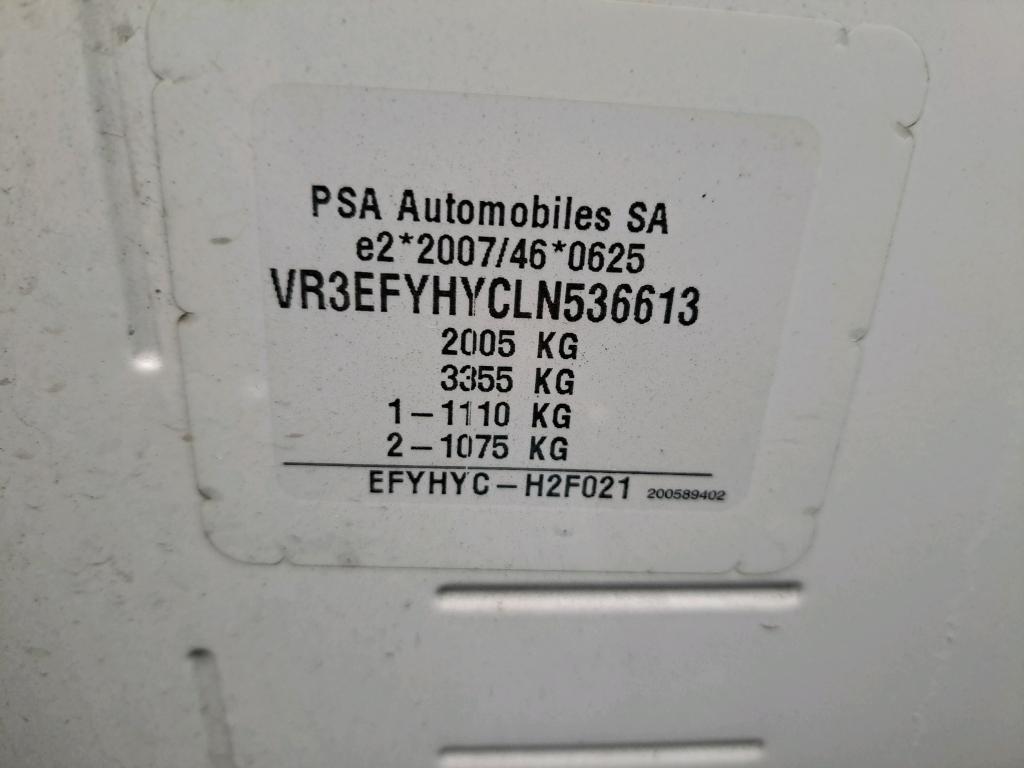 PSA Automobiles SA
e2*2007/46*0625
VR3EFYHYCLN536613
2005 KG
3355 KG
1-1110 KG
2-1075 KG
EFYHYC-H2F021 200589402